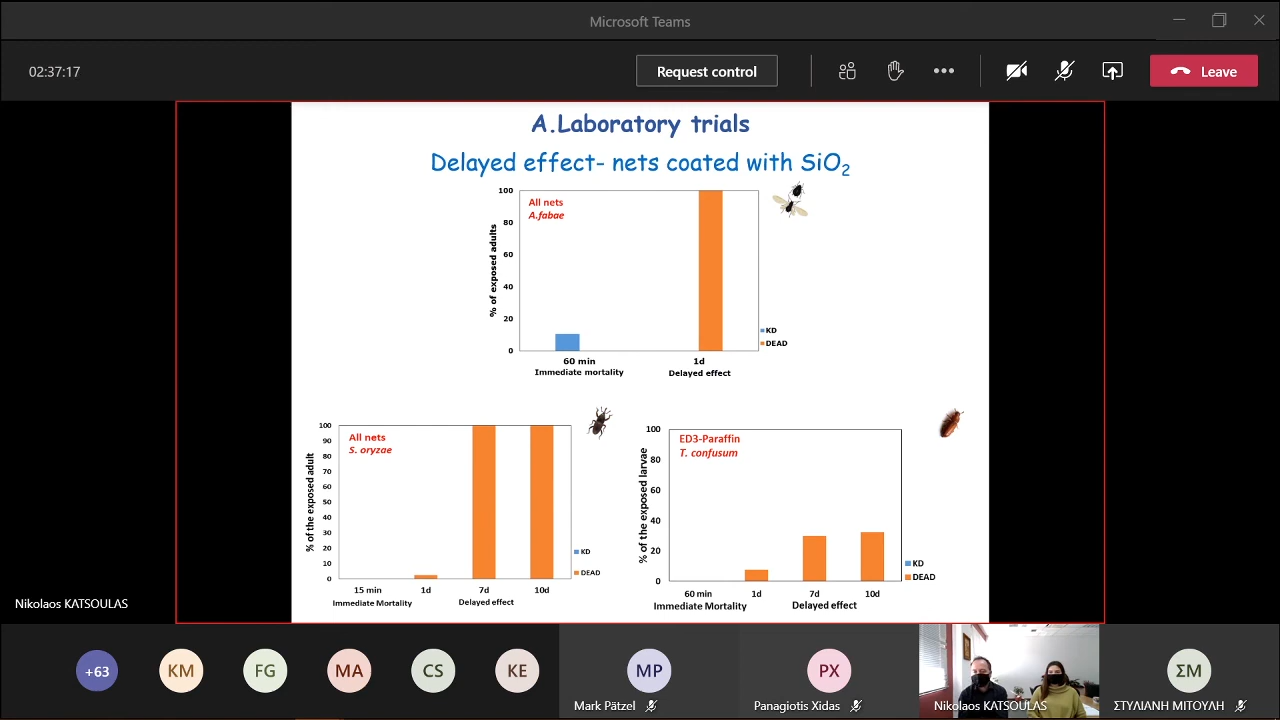 Microsoft Teams
02:37:17
Request control
Leave
A.Laboratory trials
Delayed effect- nets coated with SiO₂
100
80
60
40
20
0
% of exposed adults
All nets
A.fabae
KD
DEAD
60 min
1d
Immediate mortality
Delayed effect
100
90
80
70
60
50
40
30
20
10
0
% of the exposed adult
All nets
S. oryzae
KD
DEAD
15 min
1d
7d
10d
Immediate Mortality
Delayed effect
100
80
60
40
20
0
% of the exposed larvae
ED3-Paraffin
T. confusum
KD
DEAD
60 min
1d
7d
10d
Immediate Mortality
Delayed effect
Nikolaos KATSOULAS
+63
KM
FG
MA
CS
KE
MP
Mark Pätzel
PX
Panagiotis Xidas
Nikolaos KATSOULAS
ΣΜ
ΣΤΥΛΙΑΝΗ ΜΙΤΟΥΛΗ